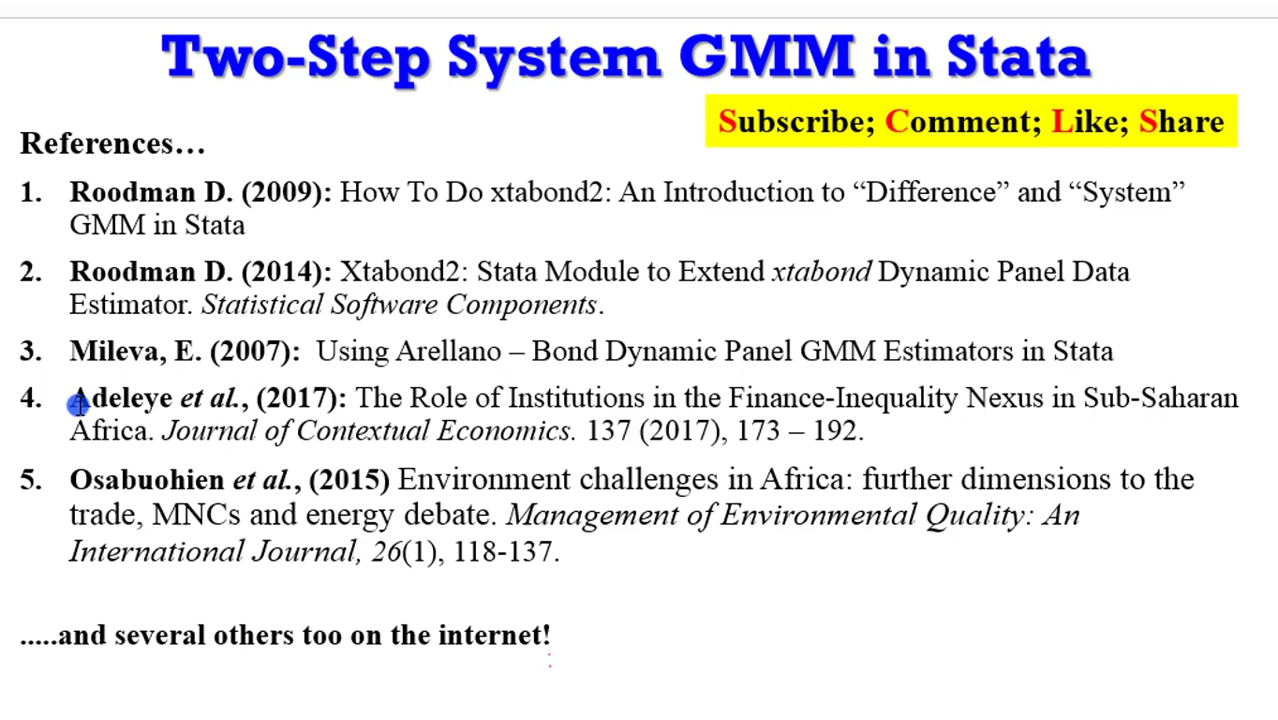 Two-Step System GMM in Stata
Subscribe; Comment; Like; Share
References…
1. Roodman D. (2009): How To Do xtabond2: An Introduction to “Difference” and “System”
GMM in Stata
2. Roodman D. (2014): Xtabond2: Stata Module to Extend xtabond Dynamic Panel Data
Estimator. Statistical Software Components.
3. Mileva, E. (2007): Using Arellano – Bond Dynamic Panel GMM Estimators in Stata
4. Adeleye et al., (2017): The Role of Institutions in the Finance-Inequality Nexus in Sub-Saharan
Africa. Journal of Contextual Economics. 137 (2017), 173 – 192.
5. Osabuohien et al., (2015) Environment challenges in Africa: further dimensions to the
trade, MNCs and energy debate. Management of Environmental Quality: An
International Journal, 26(1), 118-137.
.....and several others too on the internet!